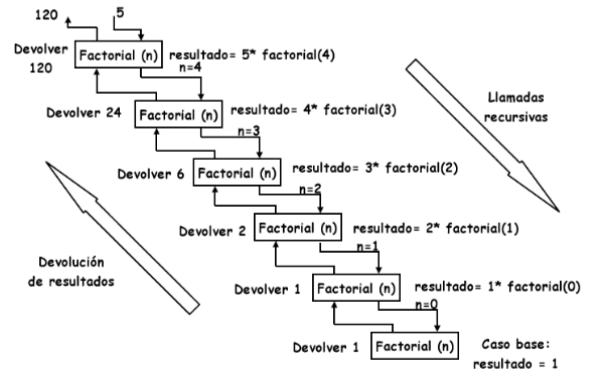 120
5
Devolver
120
Factorial (n)
resultado= 5* factorial(4)
n=4
Llamadas
recursivas
Devolver 24
Factorial (n)
resultado= 4* factorial(3)
n=3
Devolver 6
Factorial (n)
resultado= 3* factorial(2)
n=2
Devolver 2
Factorial (n)
resultado= 2* factorial(1)
n=1
Devolución
de resultados
Devolver 1
Factorial (n)
resultado= 1* factorial(0)
n=0
Devolver 1
Factorial (n)
Caso base:
resultado = 1